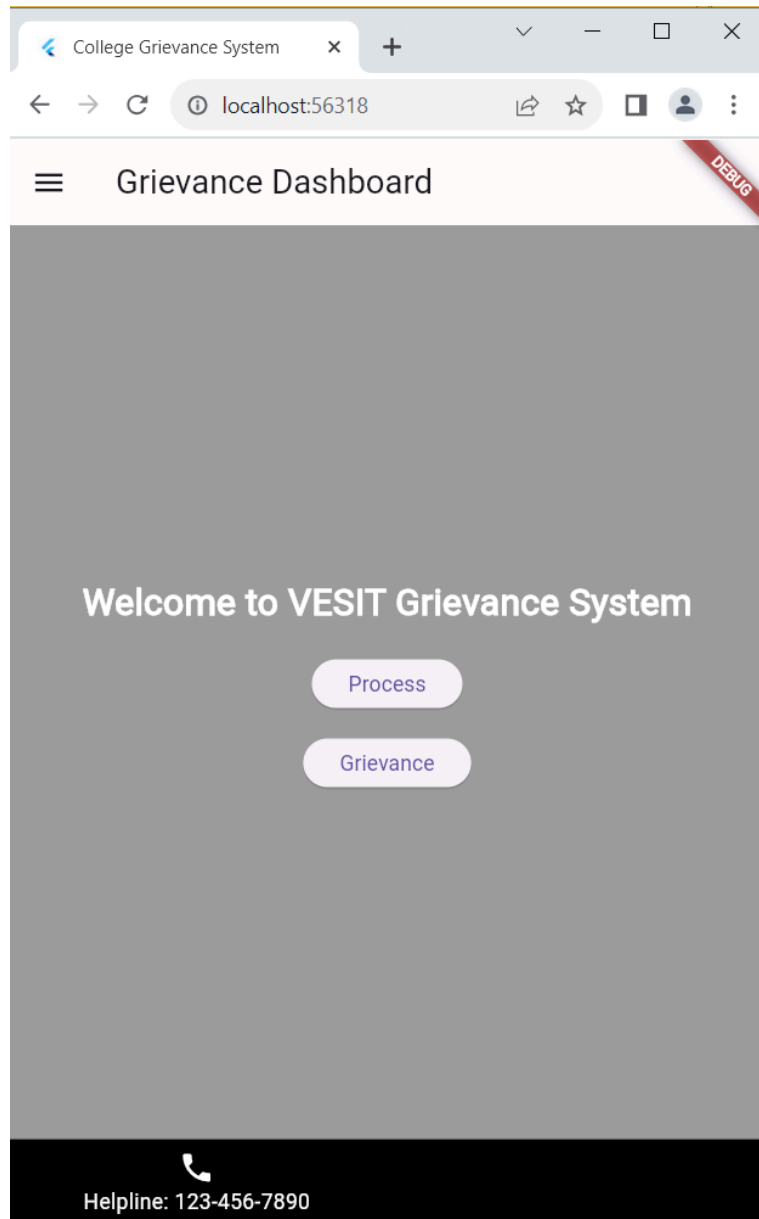 College Grievance System
localhost:56318
Grievance Dashboard
DEBUG
Welcome to VESIT Grievance System
Process
Grievance
Helpline: 123-456-7890